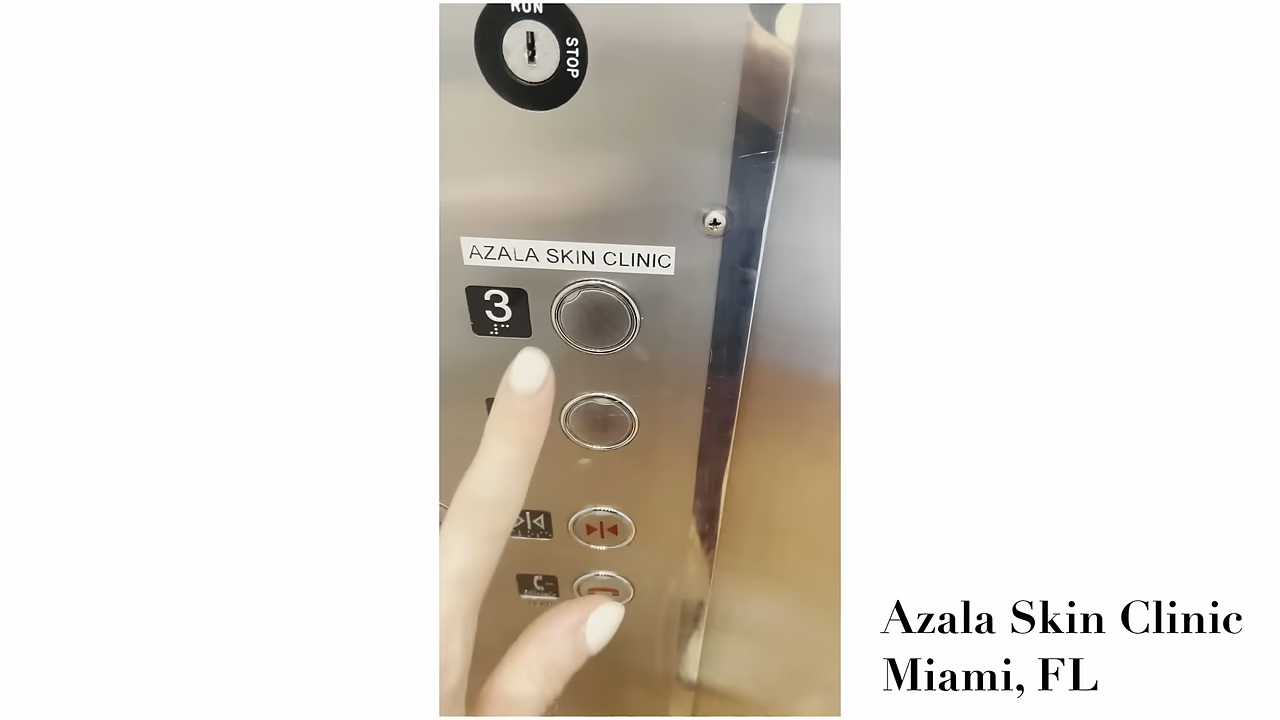 RUN
STOP
AZALA SKIN CLINIC
3
Azala Skin Clinic
Miami, FL